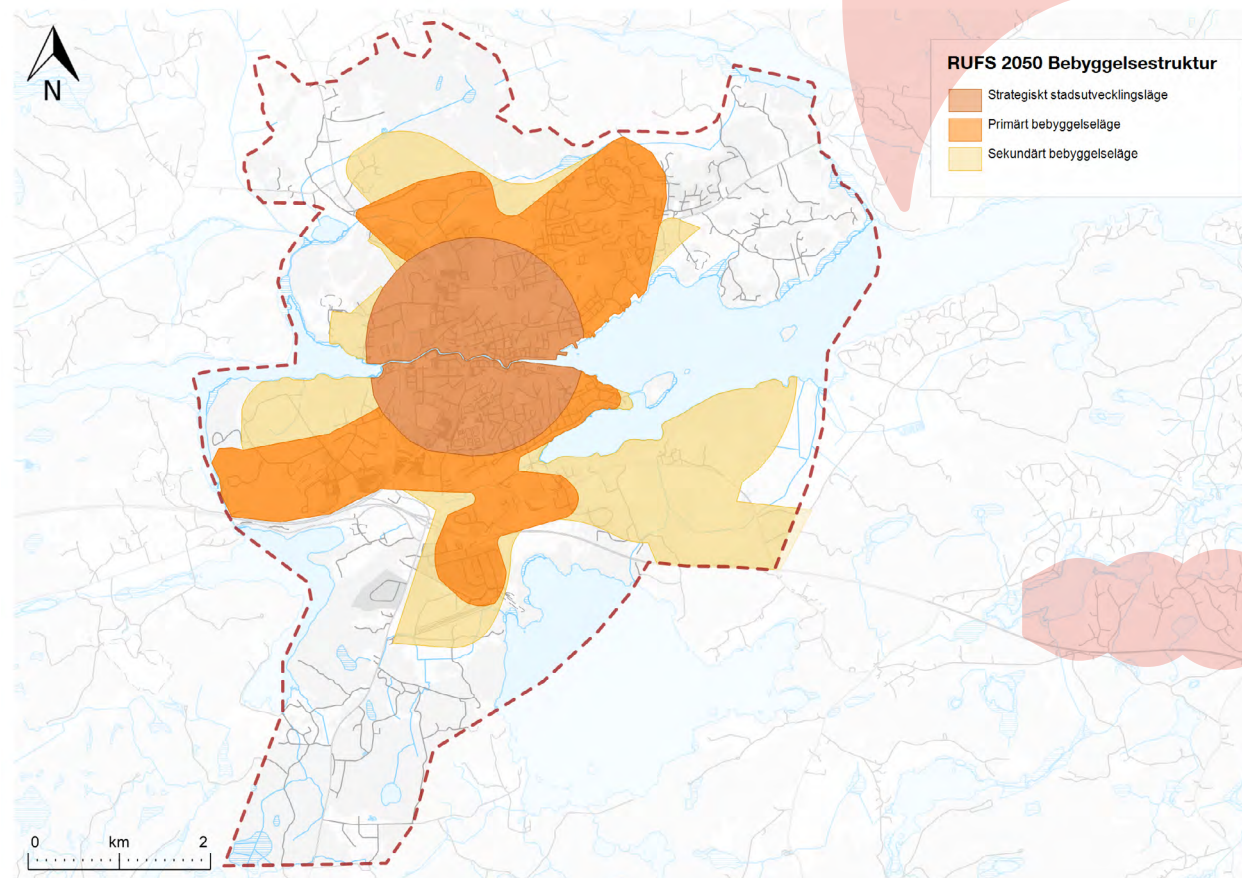 N
RUFS 2050 Bebyggelsestruktur
Strategiskt stadsutvecklingsläge
Primärt bebyggelseläge
Sekundärt bebyggelseläge
0 km 2